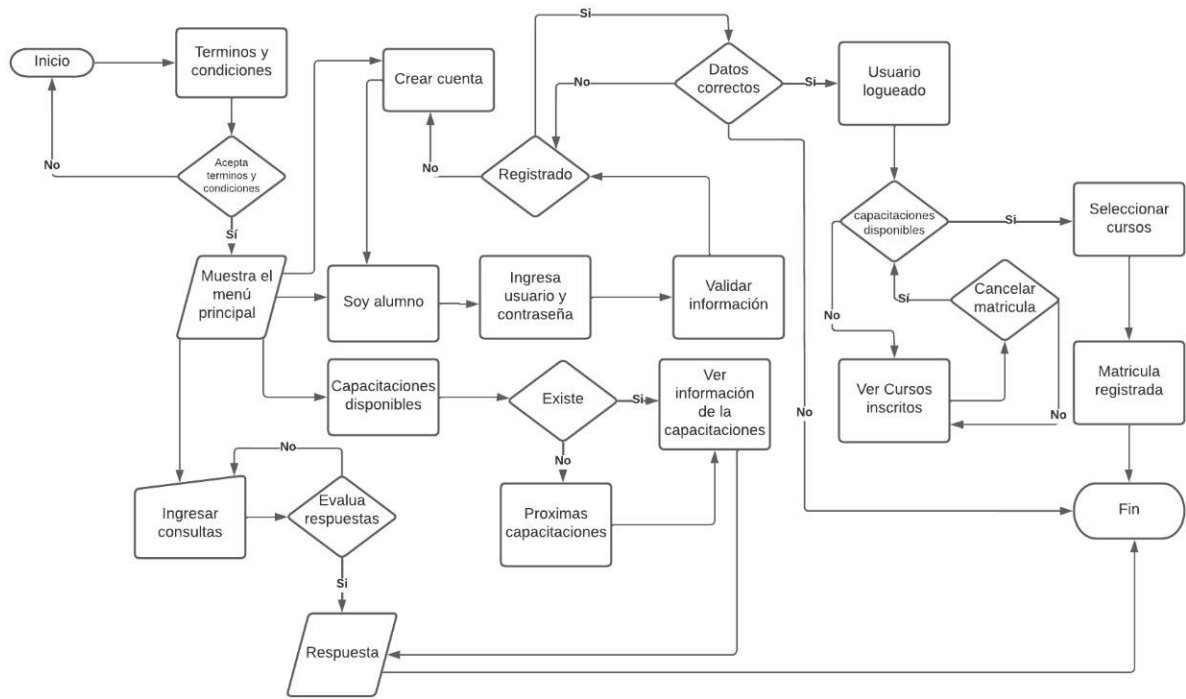 Si
Inicio
Terminos y
condiciones
Crear cuenta
Datos
correctos
Usuario
logueado
No
Si
No
Acepta
terminos y
condiciones
No
Registrado
Sí
capacitaciones
disponibles
Si
Seleccionar
cursos
Muestra el
menú
principal
Soy alumno
Ingresa
usuario y
contraseña
Validar
información
Sí
Cancelar
matricula
No
Capacitaciones
disponibles
Existe
Si
Ver
información
de la
capacitaciones
No
Ver Cursos
inscritos
No
Matricula
registrada
No
No
Ingresar
consultas
Evalua
respuestas
Proximas
capacitaciones
Fin
Si
Respuesta